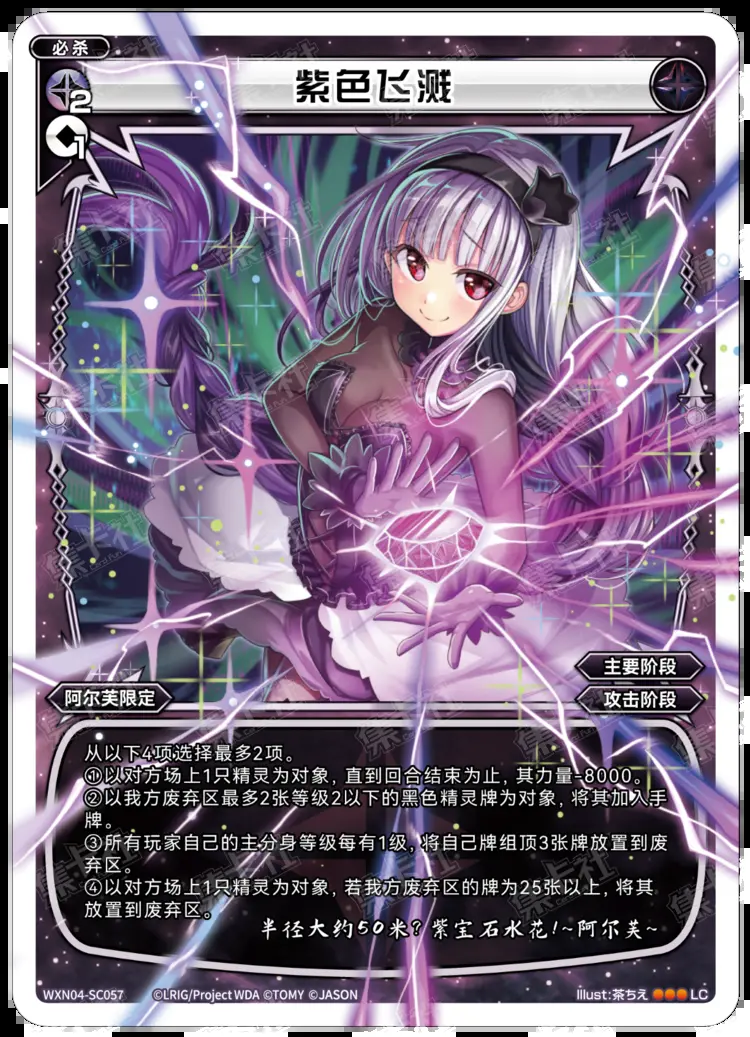 必杀
紫色飞溅
2
1
主要阶段
阿尔芙限定
攻击阶段
从以下4项选择最多2项。
①以对方场上1只精灵为对象，直到回合结束为止，其力量-8000。
②以我方废弃区最多2张等级2以下的黑色精灵牌为对象，将其加入手
牌。
③所有玩家自己的主分身等级每有1级，将自己牌组顶3张牌放置到废
弃区。
④以对方场上1只精灵为对象，若我方废弃区的牌为25张以上，将其
放置到废弃区。
半径大约50米?紫宝石水花!~阿尔芙~
WXN04-SC057 ©LRIG/Project WDA ©TOMY ©JASON Illust:茶ちえ LC
集卡社